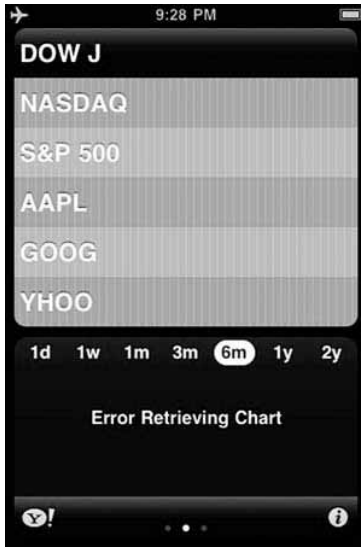 9:28 PM
DOW J
NASDAQ
S&P 500
AAPL
GOOG
YHOO
1d 1w 1m 3m 6m 1y 2y
Error Retrieving Chart
Y! i